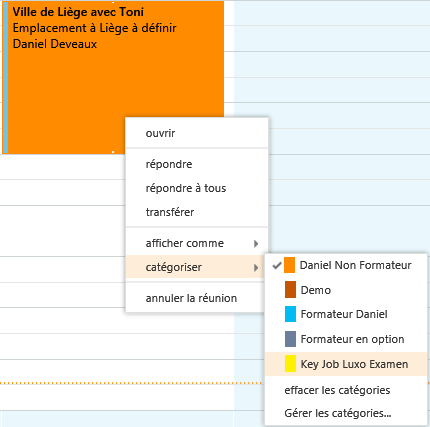 Ville de Liège avec Toni
Emplacement à Liège à définir
Daniel Deveaux
ouvrir
répondre
répondre à tous
transférer
afficher comme
catégoriser
annuler la réunion
Daniel Non Formateur
Demo
Formateur Daniel
Formateur en option
Key Job Luxo Examen
effacer les catégories
Gérer les catégories...